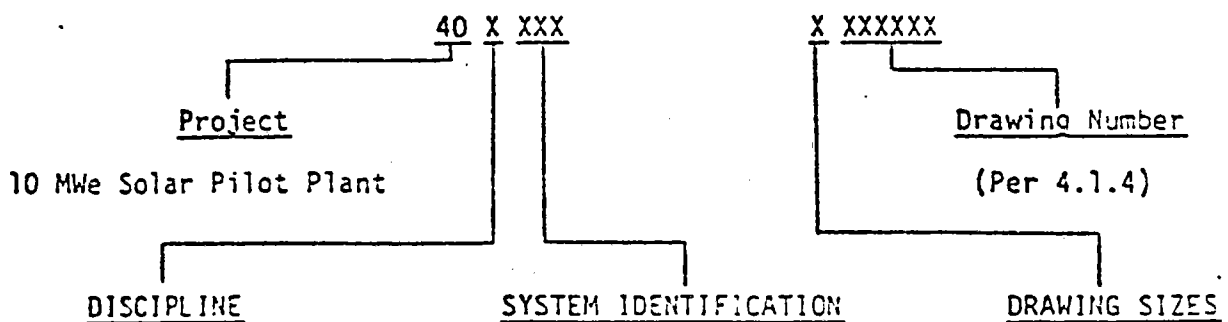 40 X XXX X XXXXXX
Project Drawing Number
10 MWe Solar Pilot Plant (Per 4.1.4)
DISCIPLINE SYSTEM IDENTIFICATION DRAWING SIZES